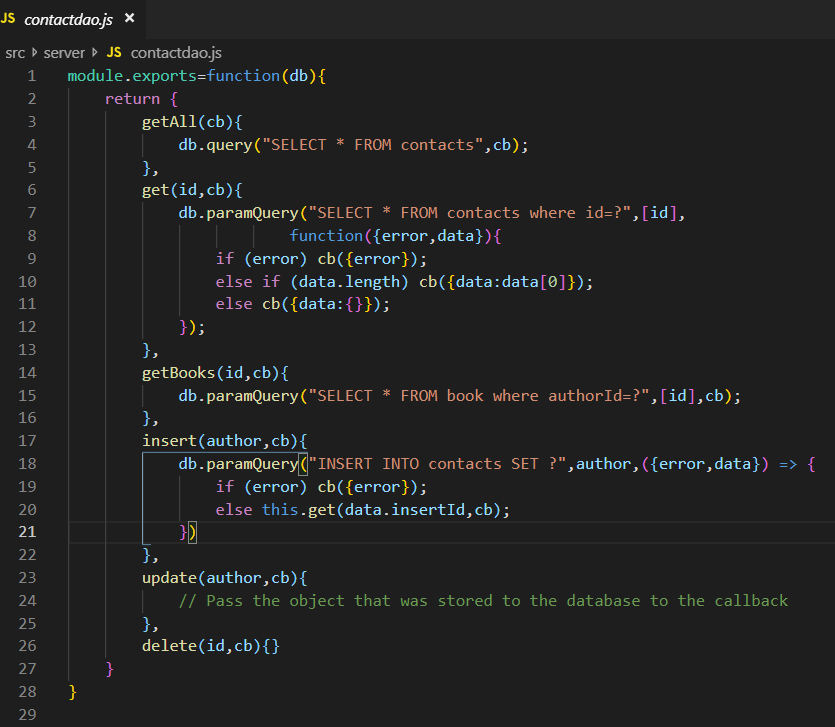 JS contactdao.js ×
src > server > JS contactdao.js
1 module.exports=function(db){
2     return {
3         getAll(cb){
4             db.query("SELECT * FROM contacts",cb);
5         },
6         get(id,cb){
7             db.paramQuery("SELECT * FROM contacts where id=?",[id],
8                         function({error,data}){
9                 if (error) cb({error});
10                 else if (data.length) cb({data:data[0]});
11                 else cb({data:{}});
12             });
13         },
14         getBooks(id,cb){
15             db.paramQuery("SELECT * FROM book where authorId=?",[id],cb);
16         },
17         insert(author,cb){
18             db.paramQuery("INSERT INTO contacts SET ?",author,({error,data}) => {
19                 if (error) cb({error});
20                 else this.get(data.insertId,cb);
21             })
22         },
23         update(author,cb){
24             // Pass the object that was stored to the database to the callback
25         },
26         delete(id,cb){}
27     }
28 }
29